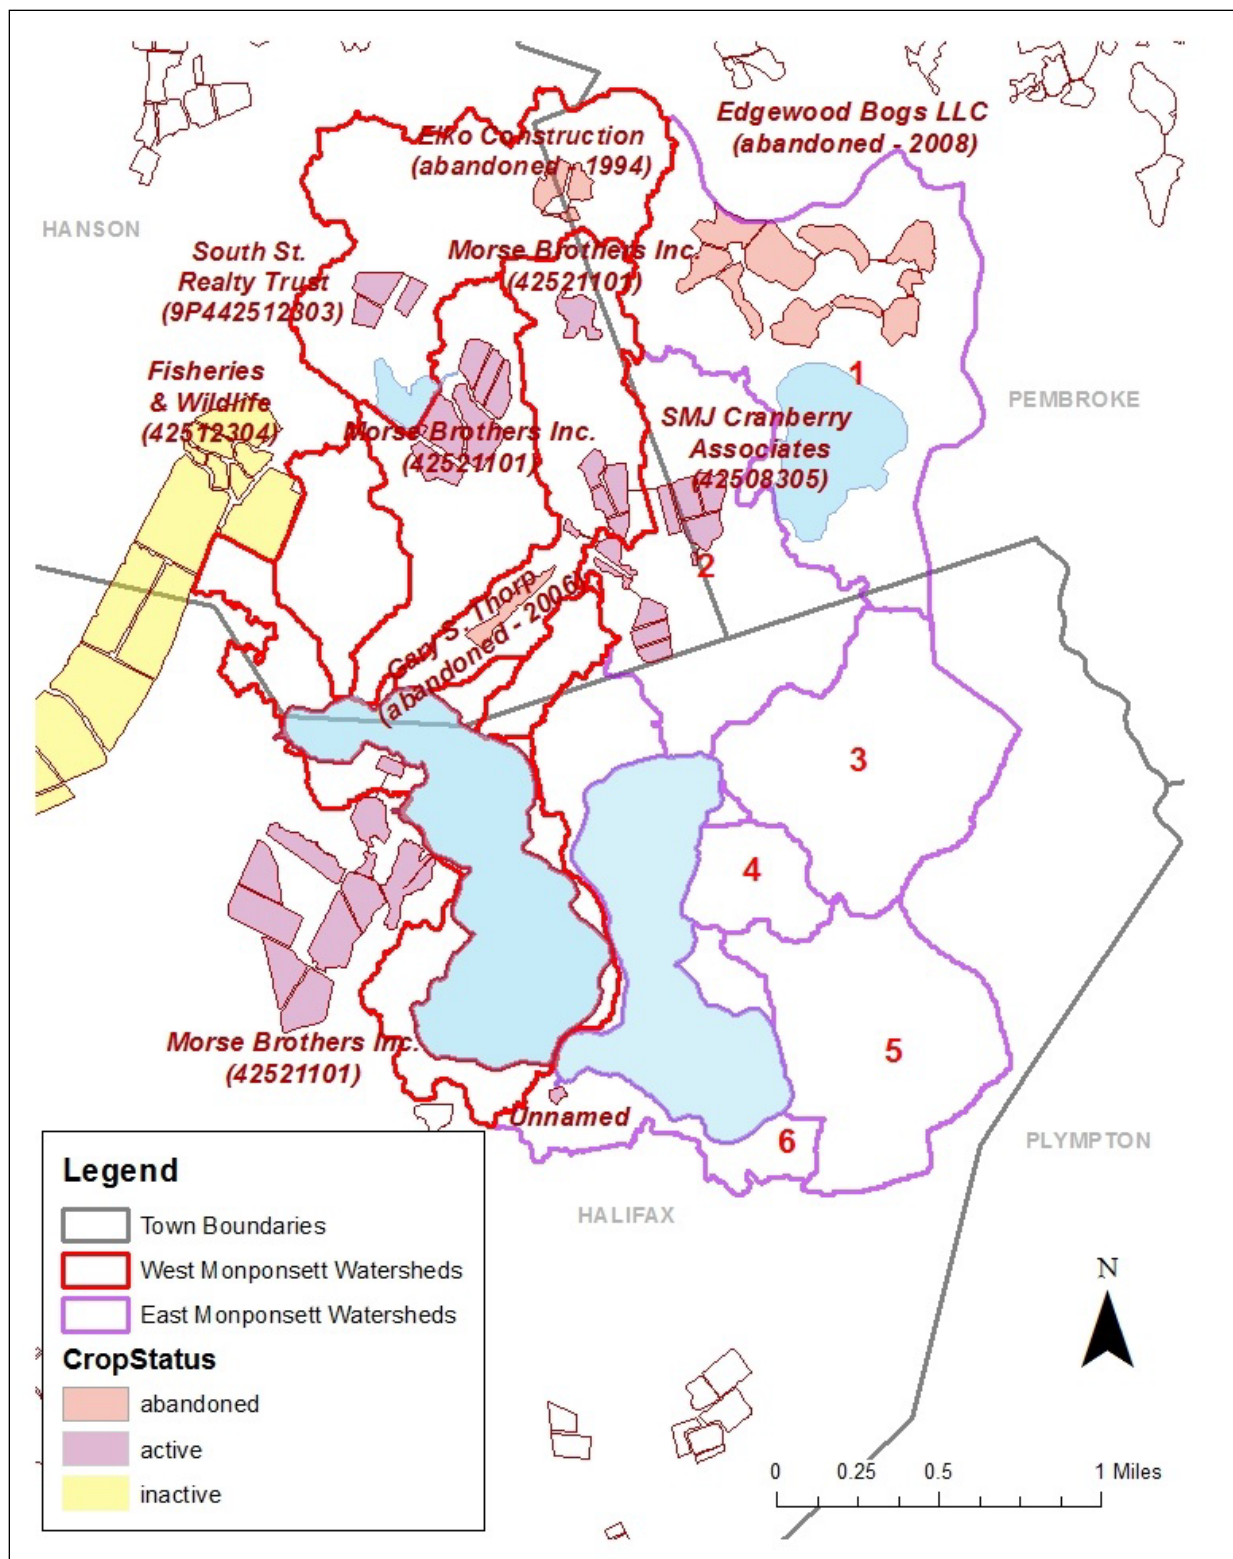 Edgewood Bogs LLC
(abandoned - 2008)
Elko Construction
(abandoned - 1994)
HANSON
South St.
Realty Trust
(9P442512303)
Morse Brothers Inc.
(42521101)
Fisheries
& Wildlife
(42512304)
1
PEMBROKE
Morse Brothers Inc.
(42521101)
SMJ Cranberry
Associates
(42508305)
2
Gary S. Thorp
(abandoned - 2006)
3
4
5
Morse Brothers Inc.
(42521101)
Unnamed
6
PLYMPTON
HALIFAX
Legend
Town Boundaries
West Monponsett Watersheds
East Monponsett Watersheds
CropStatus
abandoned
active
inactive
N
0 0.25 0.5 1 Miles